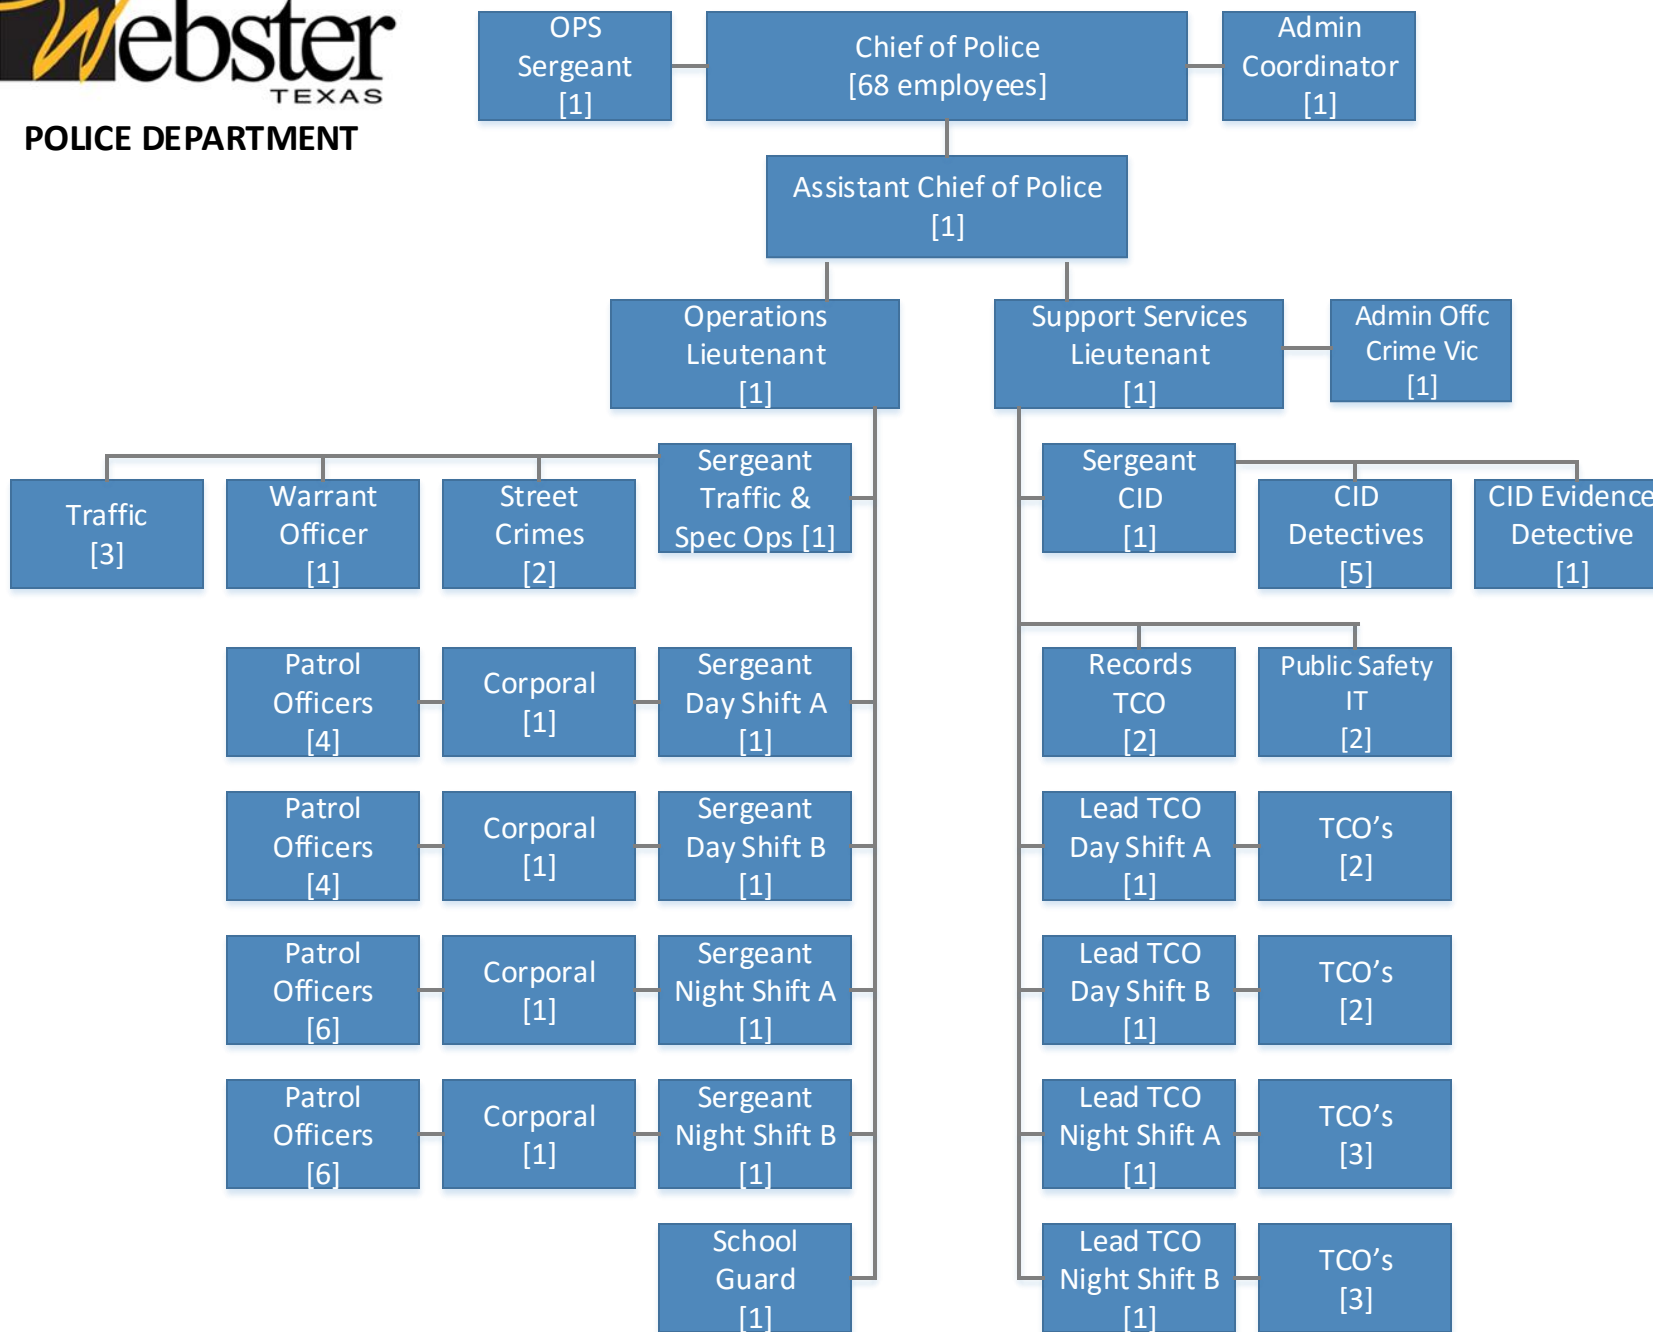 Webster
TEXAS
POLICE DEPARTMENT
OPS
Sergeant
[1]
Chief of Police
[68 employees]
Admin
Coordinator
[1]
Assistant Chief of Police
[1]
Operations
Lieutenant
[1]
Support Services
Lieutenant
[1]
Admin Offc
Crime Vic
[1]
Traffic
[3]
Warrant
Officer
[1]
Street
Crimes
[2]
Sergeant
Traffic &
Spec Ops [1]
Sergeant
CID
[1]
CID
Detectives
[5]
CID Evidence
Detective
[1]
Patrol
Officers
[4]
Corporal
[1]
Sergeant
Day Shift A
[1]
Records
TCO
[2]
Public Safety
IT
[2]
Patrol
Officers
[4]
Corporal
[1]
Sergeant
Day Shift B
[1]
Lead TCO
Day Shift A
[1]
TCO’s
[2]
Patrol
Officers
[6]
Corporal
[1]
Sergeant
Night Shift A
[1]
Lead TCO
Day Shift B
[1]
TCO’s
[2]
Patrol
Officers
[6]
Corporal
[1]
Sergeant
Night Shift B
[1]
Lead TCO
Night Shift A
[1]
TCO’s
[3]
School
Guard
[1]
Lead TCO
Night Shift B
[1]
TCO’s
[3]